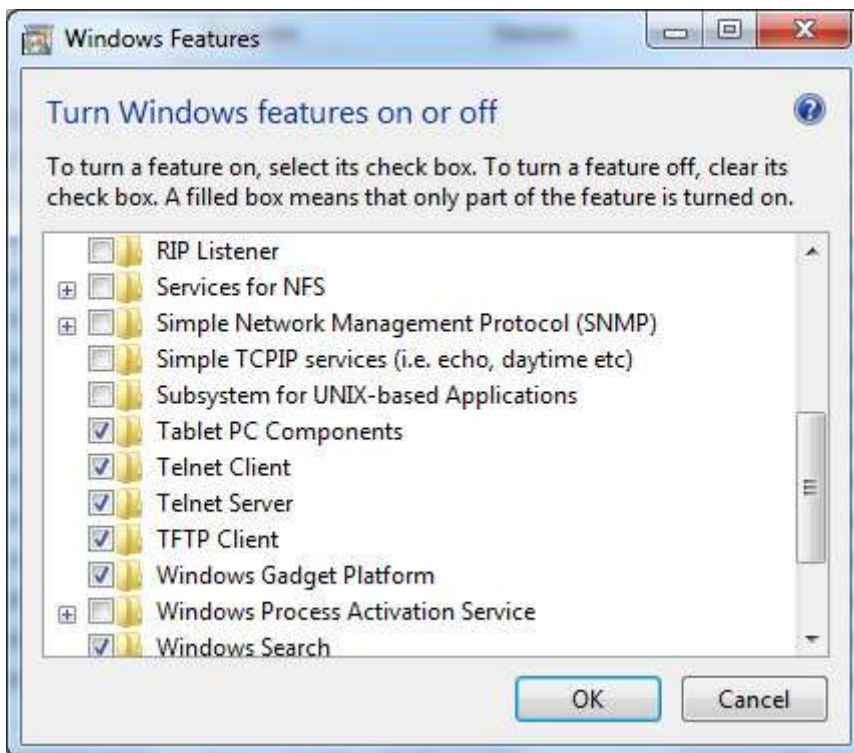 Windows Features
Turn Windows features on or off
To turn a feature on, select its check box. To turn a feature off, clear its
check box. A filled box means that only part of the feature is turned on.
RIP Listener
Services for NFS
Simple Network Management Protocol (SNMP)
Simple TCPIP services (i.e. echo, daytime etc)
Subsystem for UNIX-based Applications
Tablet PC Components
Telnet Client
Telnet Server
TFTP Client
Windows Gadget Platform
Windows Process Activation Service
Windows Search
OK Cancel